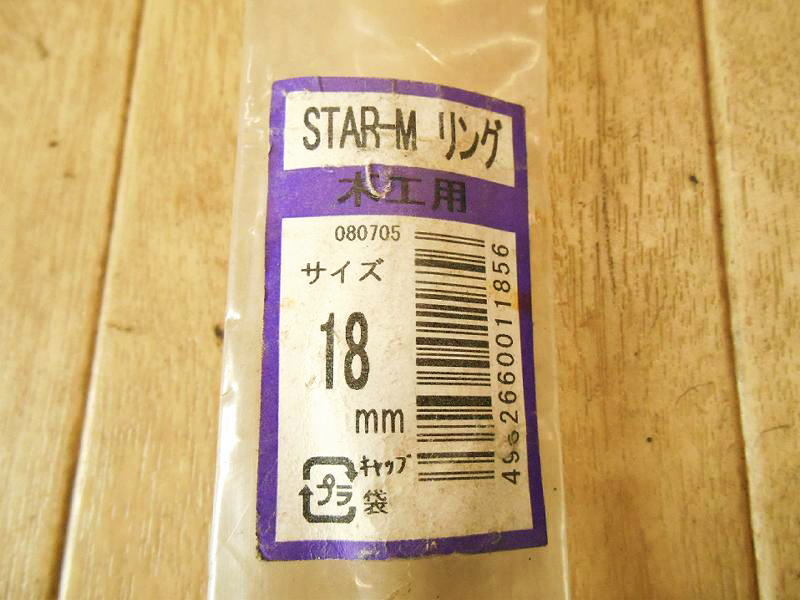 STAR-M リング
木工用
080705
サイズ
18
mm
キャップ
プラ
袋
4962660011856